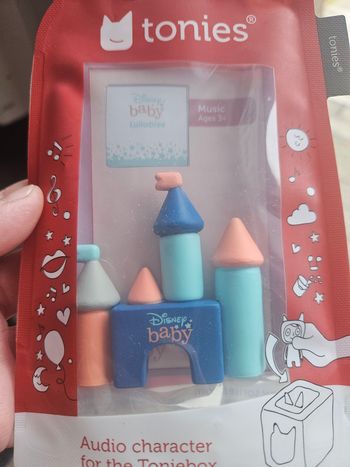 tonies®
tonies®
Disney
baby
Lullabies
Music
Ages 3+
Disney
baby
Audio character
for the Toniebox